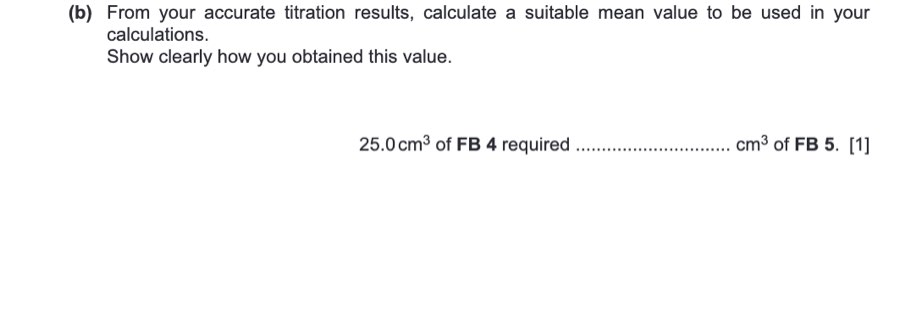 (b) From your accurate titration results, calculate a suitable mean value to be used in your
calculations.
Show clearly how you obtained this value.
25.0 cm³ of FB 4 required .............................. cm³ of FB 5. [1]